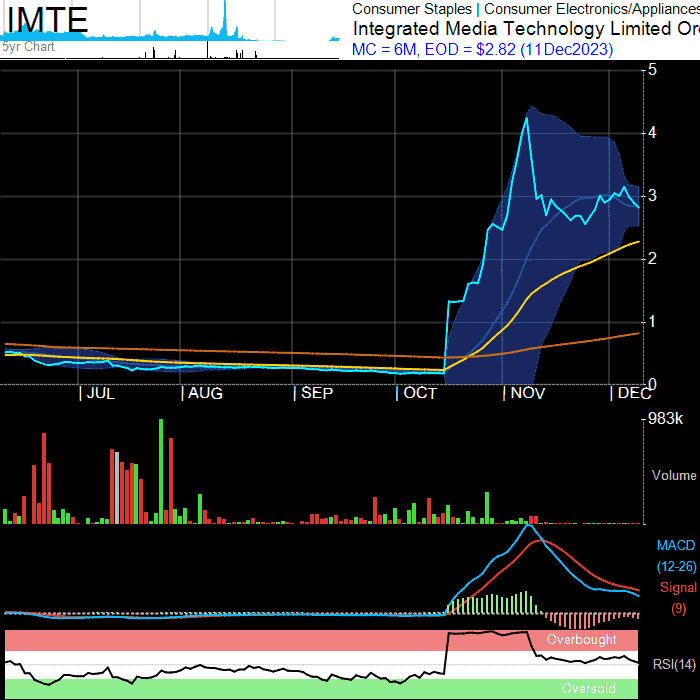 IMTE
Consumer Staples | Consumer Electronics/Appliances
5yr Chart
Integrated Media Technology Limited Or
MC = 6M, EOD = $2.82 (11Dec2023)
5
4
3
2
1
0
JUL
AUG
SEP
OCT
NOV
DEC
983k
Volume
MACD
(12-26)
Signal
(9)
Overbought
RSI(14)
Oversold